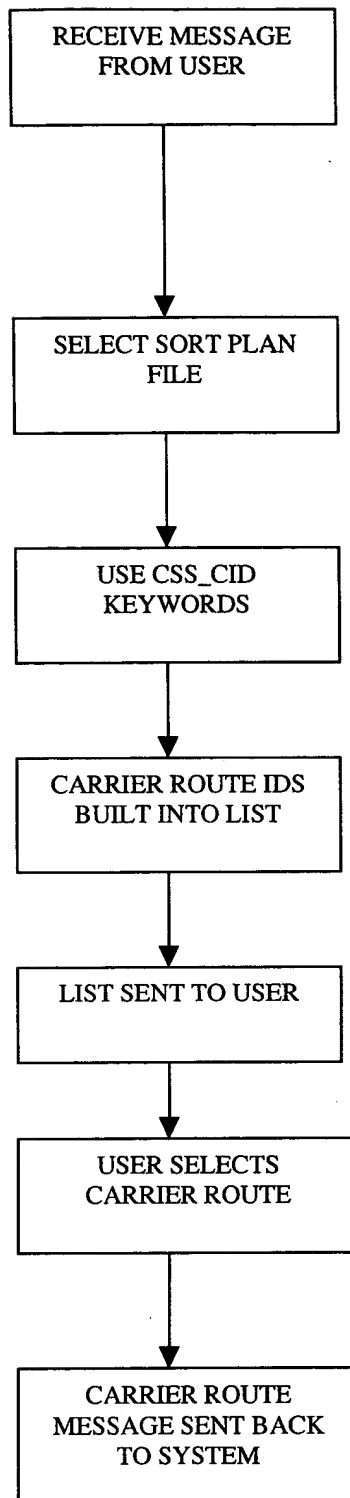 RECEIVE MESSAGE
FROM USER
SELECT SORT PLAN
FILE
USE CSS_CID
KEYWORDS
CARRIER ROUTE IDS
BUILT INTO LIST
LIST SENT TO USER
USER SELECTS
CARRIER ROUTE
CARRIER ROUTE
MESSAGE SENT BACK
TO SYSTEM